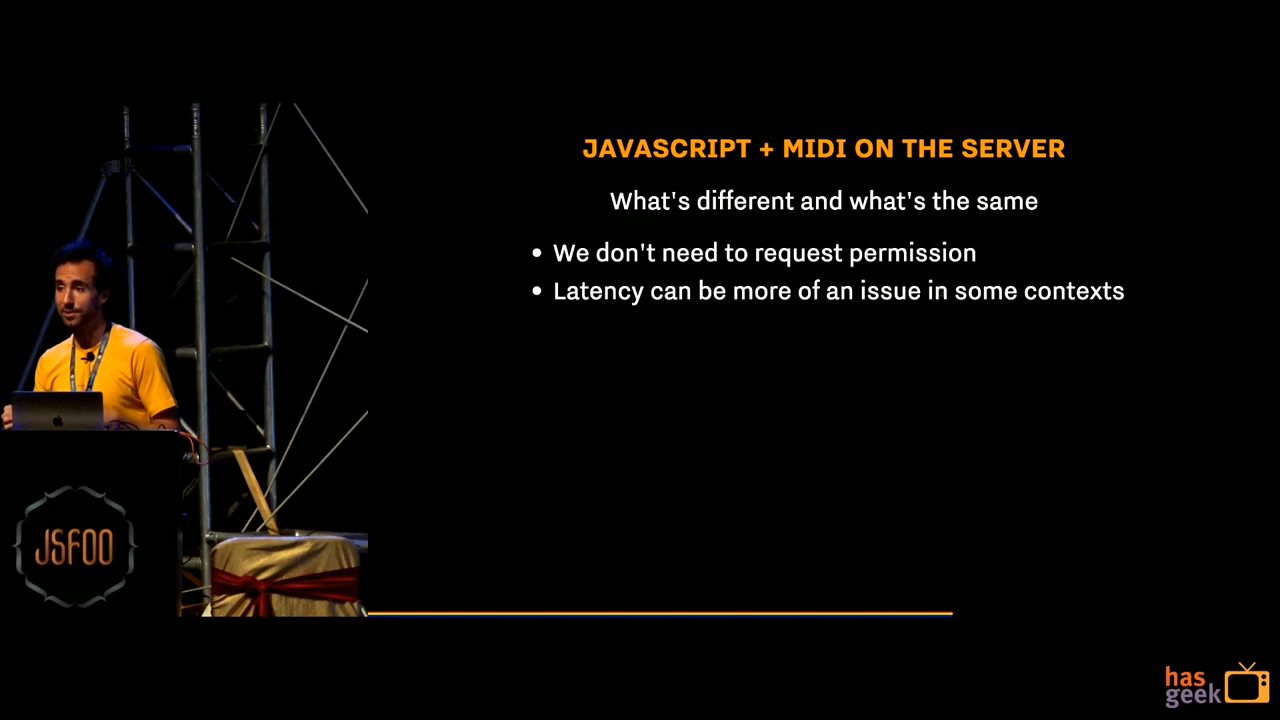 JAVASCRIPT + MIDI ON THE SERVER
What's different and what's the same
• We don't need to request permission
• Latency can be more of an issue in some contexts
JSFOO
has
geek